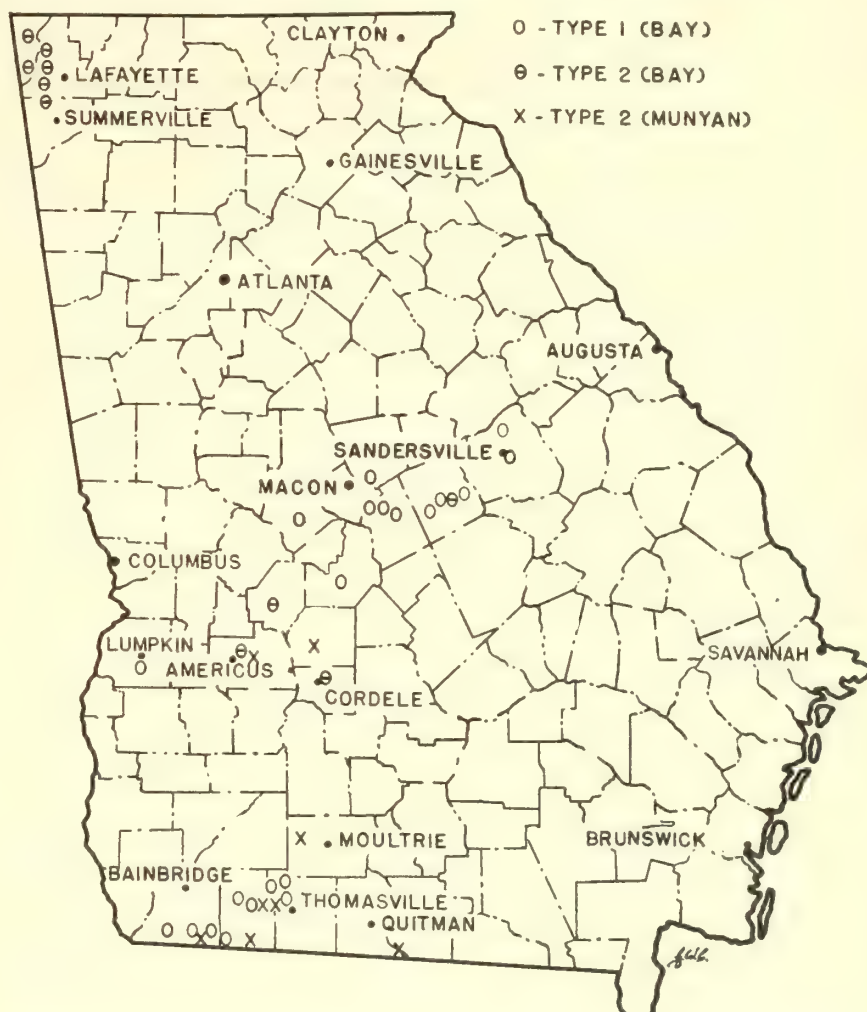 O - TYPE 1 (BAY)
CLAYTON
θ - TYPE 2 (BAY)
LAFAYETTE
X - TYPE 2 (MUNYAN)
SUMMERVILLE
GAINESVILLE
ATLANTA
AUGUSTA
SANDERSVILLE
MACON
COLUMBUS
LUMPKIN
AMERICUS
SAVANNAH
CORDELE
MOULTRIE
BRUNSWICK
BAINBRIDGE
THOMASVILLE
QUITMAN